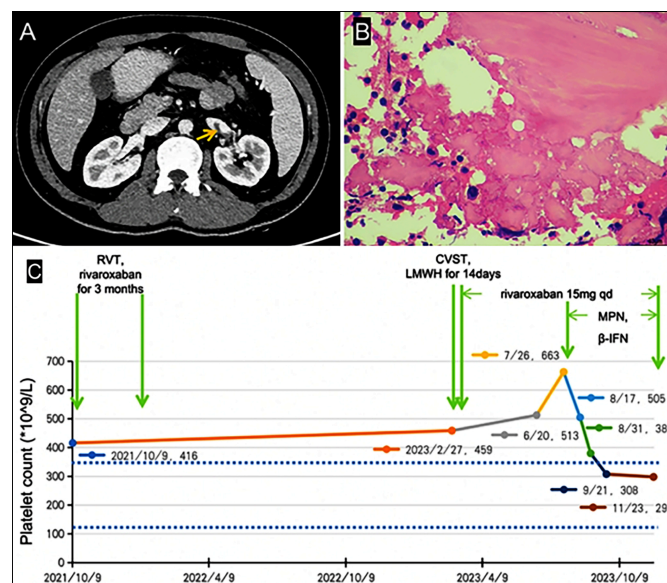 A
B
C
RVT,
rivaroxaban
for 3 months
CVST,
LMWH for 14days
rivaroxaban 15mg qd
MPN,
β-IFN
Platelet count (*10^9/L)
700
600
500
400
300
200
100
0
7/26, 663
8/17, 505
8/31, 38
6/20, 513
2021/10/9, 416
2023/2/27, 459
9/21, 308
11/23, 29
2021/10/9
2022/4/9
2022/10/9
2023/4/9
2023/10/9